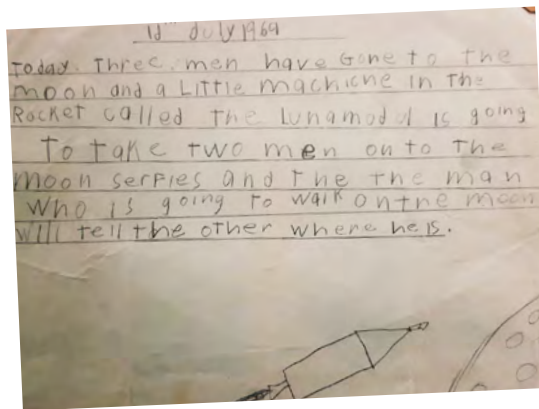 July 1969
Today. Three. men have Gone to the
moon and a Little machicne in The
Rocket called The Lunamodul is going
To take two men on to The
moon serfies and The the man
who is going to walk on the moon
will tell the other where he is.